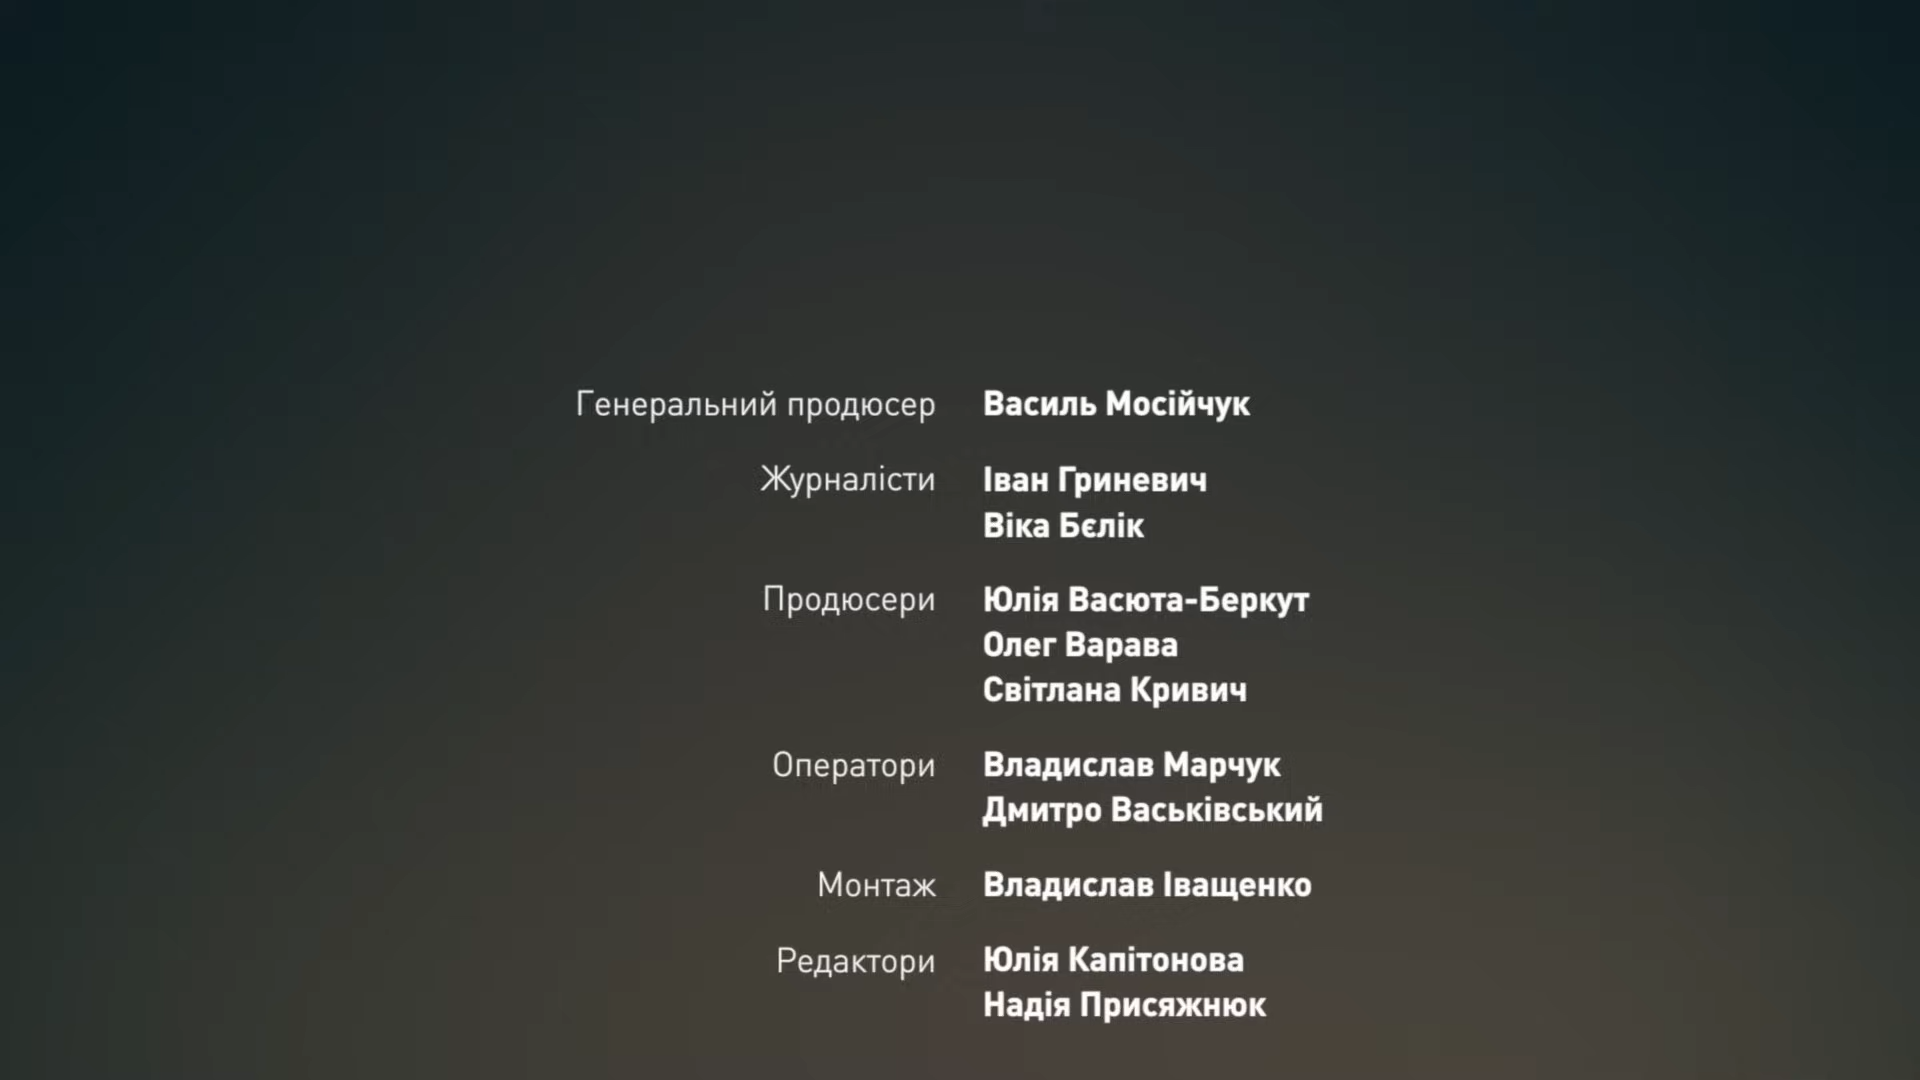 Генеральний продюсер Василь Мосійчук
Журналісти Іван Гриневич
Віка Бєлік
Продюсери Юлія Васюта-Беркут
Олег Варава
Світлана Кривич
Оператори Владислав Марчук
Дмитро Васьківський
Монтаж Владислав Іващенко
Редактори Юлія Капітонова
Надія Присяжнюк